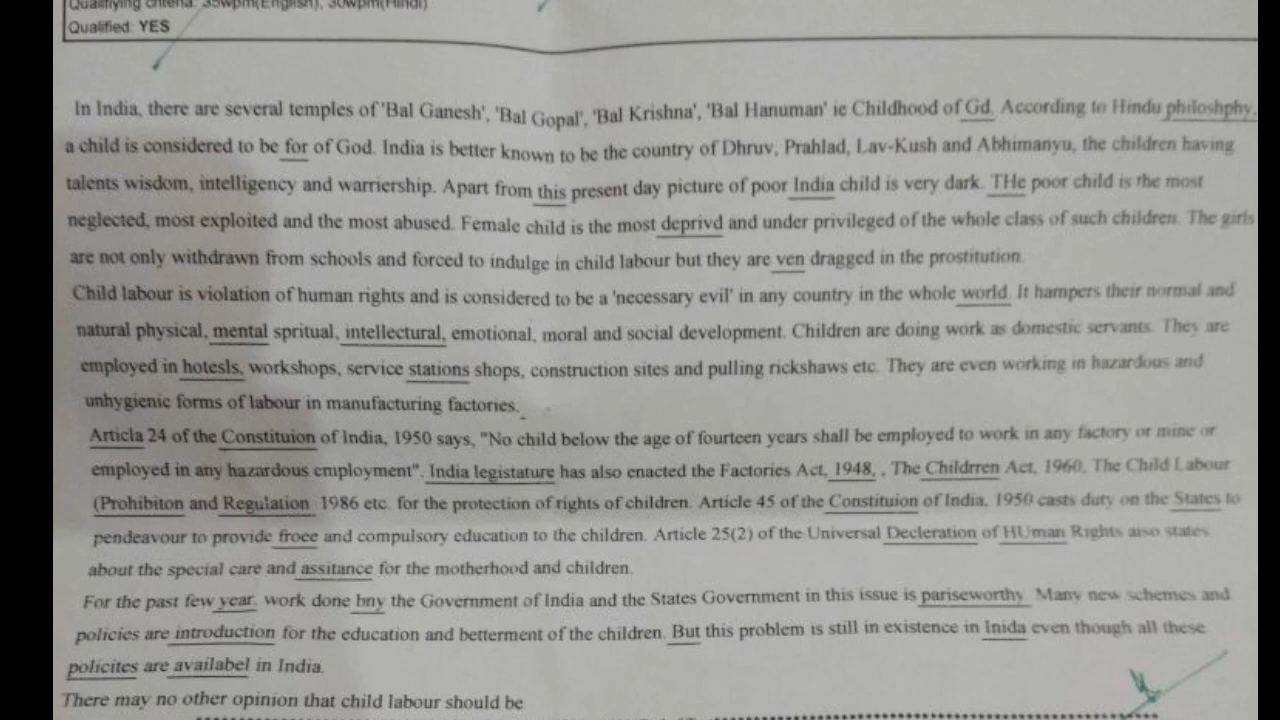 Qualifying criteria: 35wpm(English), 30wpm(Hindi)
Qualified: YES
In India, there are several temples of 'Bal Ganesh', 'Bal Gopal', 'Bal Krishna', 'Bal Hanuman' ie Childhood of Gd. According to Hindu philoshphy,
a child is considered to be for of God. India is better known to be the country of Dhruv, Prahlad, Lav-Kush and Abhimanyu, the children having
talents wisdom, intelligency and warriership. Apart from this present day picture of poor India child is very dark. THe poor child is the most
neglected, most exploited and the most abused. Female child is the most deprivd and under privileged of the whole class of such children. The girls
are not only withdrawn from schools and forced to indulge in child labour but they are ven dragged in the prostitution.
Child labour is violation of human rights and is considered to be a 'necessary evil' in any country in the whole world. It hampers their normal and
natural physical, mental spritual, intellectural, emotional, moral and social development. Children are doing work as domestic servants. They are
employed in hotesls, workshops, service stations shops, construction sites and pulling rickshaws etc. They are even working in hazardous and
unhygienic forms of labour in manufacturing factories.
Articla 24 of the Constituion of India, 1950 says, "No child below the age of fourteen years shall be employed to work in any factory or mine or
employed in any hazardous employment". India legistature has also enacted the Factories Act, 1948, , The Childrren Act, 1960, The Child Labour
(Prohibiton and Regulation 1986 etc. for the protection of rights of children. Article 45 of the Constituion of India, 1950 casts duty on the States to
pendeavour to provide froee and compulsory education to the children. Article 25(2) of the Universal Decleration of HUman Rights also states
about the special care and assitance for the motherhood and children.
For the past few year, work done bny the Government of India and the States Government in this issue is pariseworthy. Many new schemes and
policies are introduction for the education and betterment of the children. But this problem is still in existence in Inida even though all these
policites are availabel in India.
There may no other opinion that child labour should be